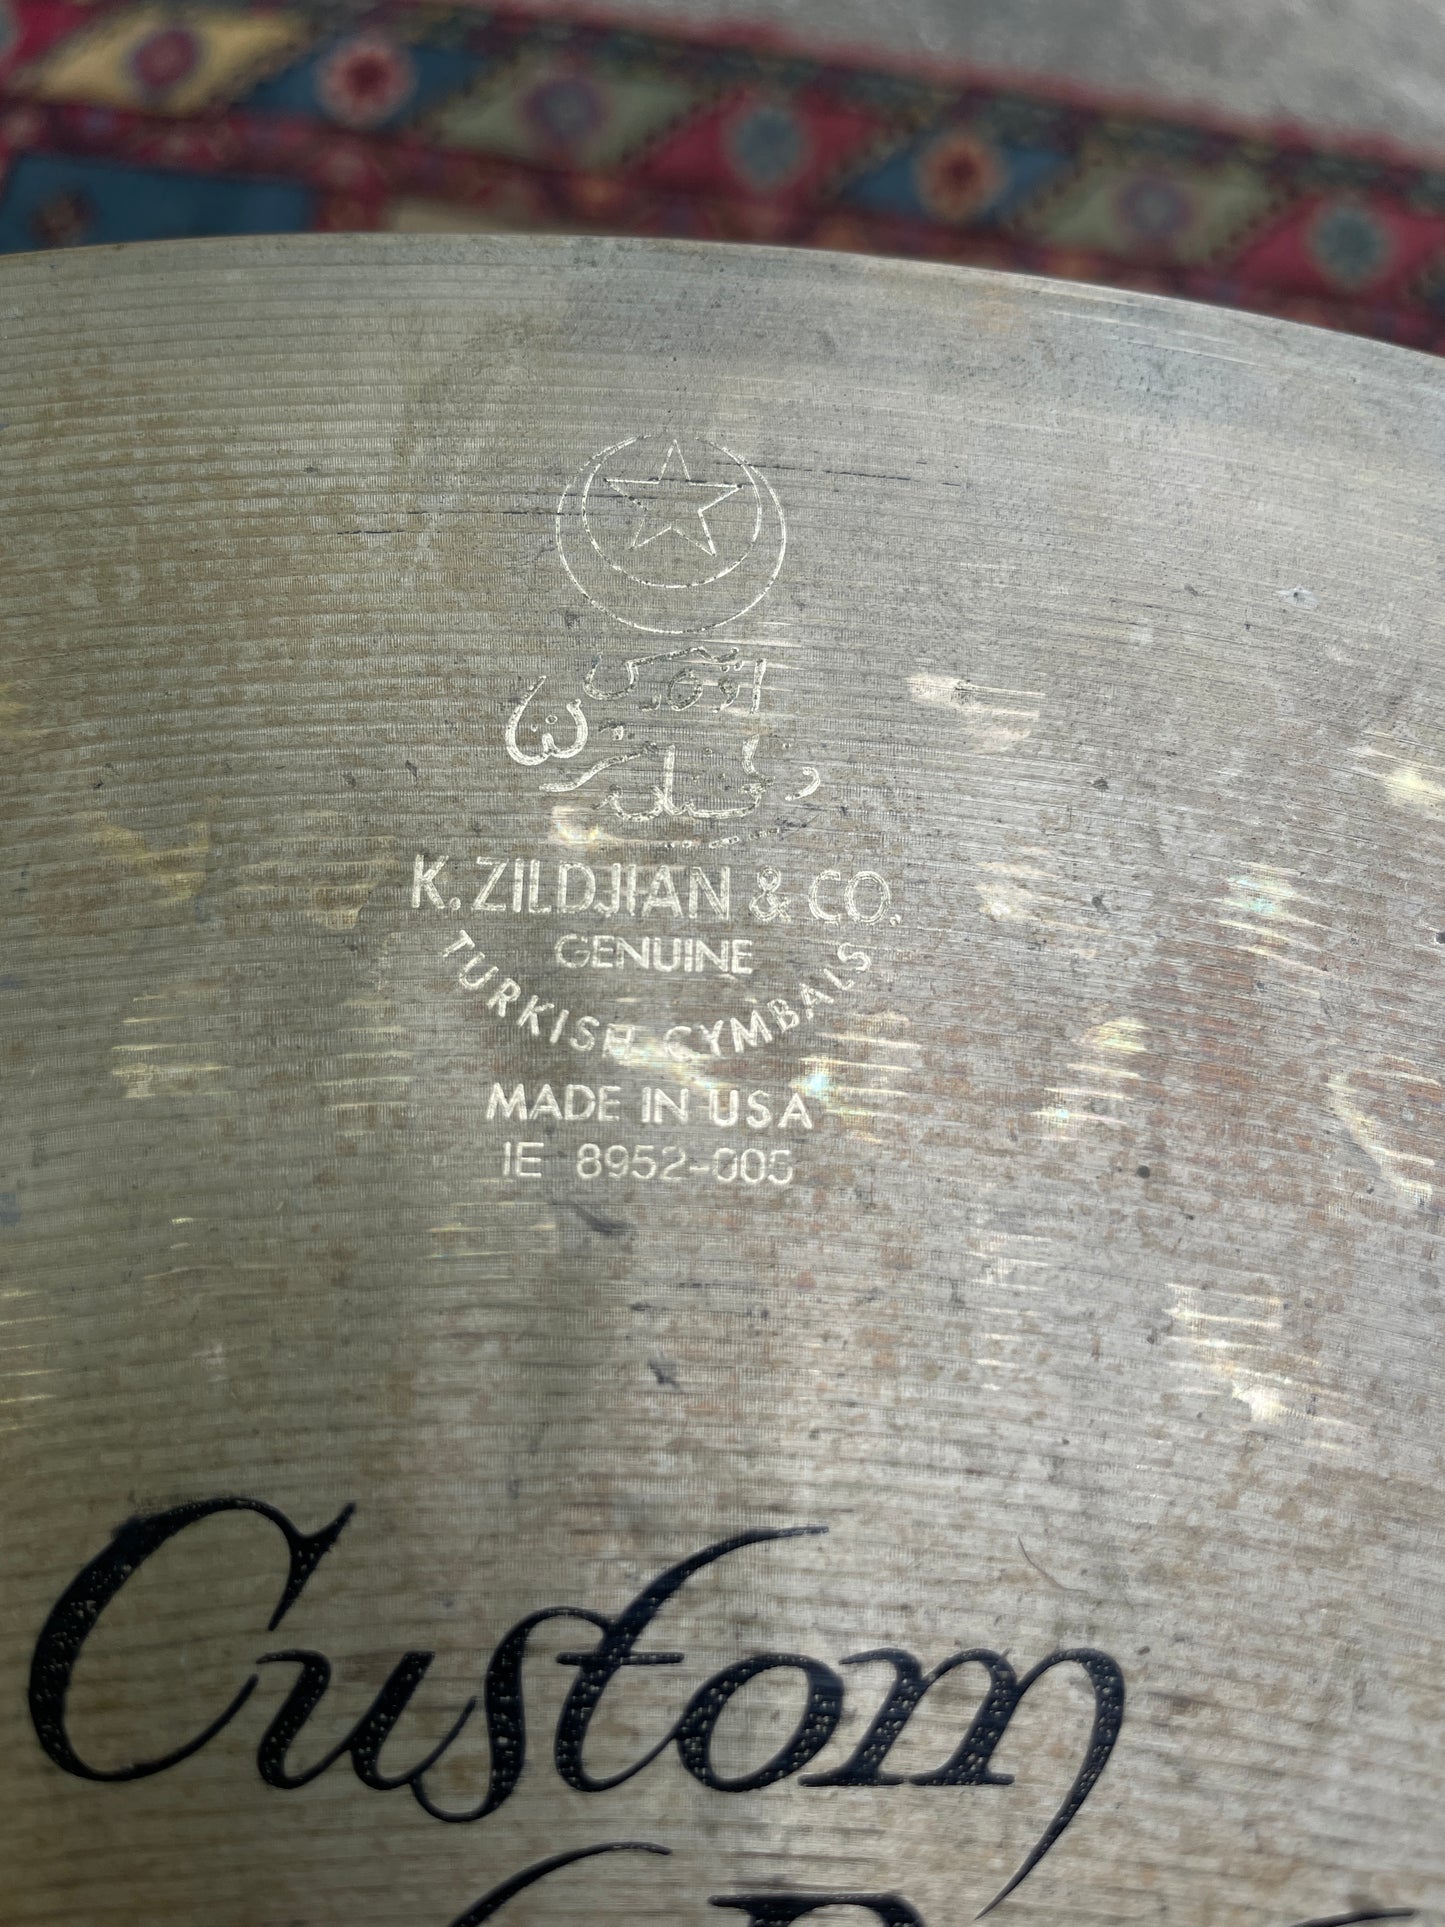 K. ZILDJIAN & CO.
GENUINE
TURKISH CYMBALS
MADE IN USA
IE 8952-005
Custom